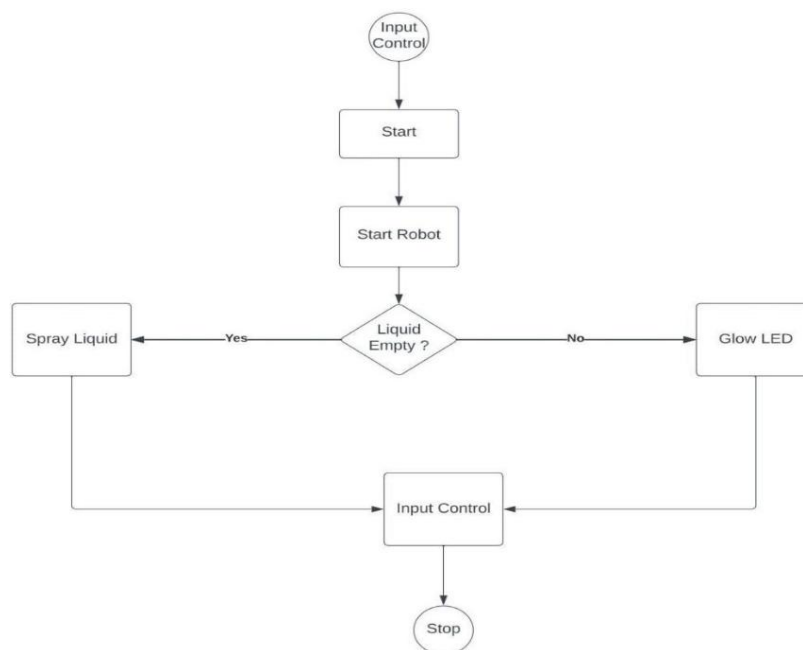 Input
Control
Start
Start Robot
Liquid
Empty ?
Spray Liquid
Yes
No
Glow LED
Input Control
Stop